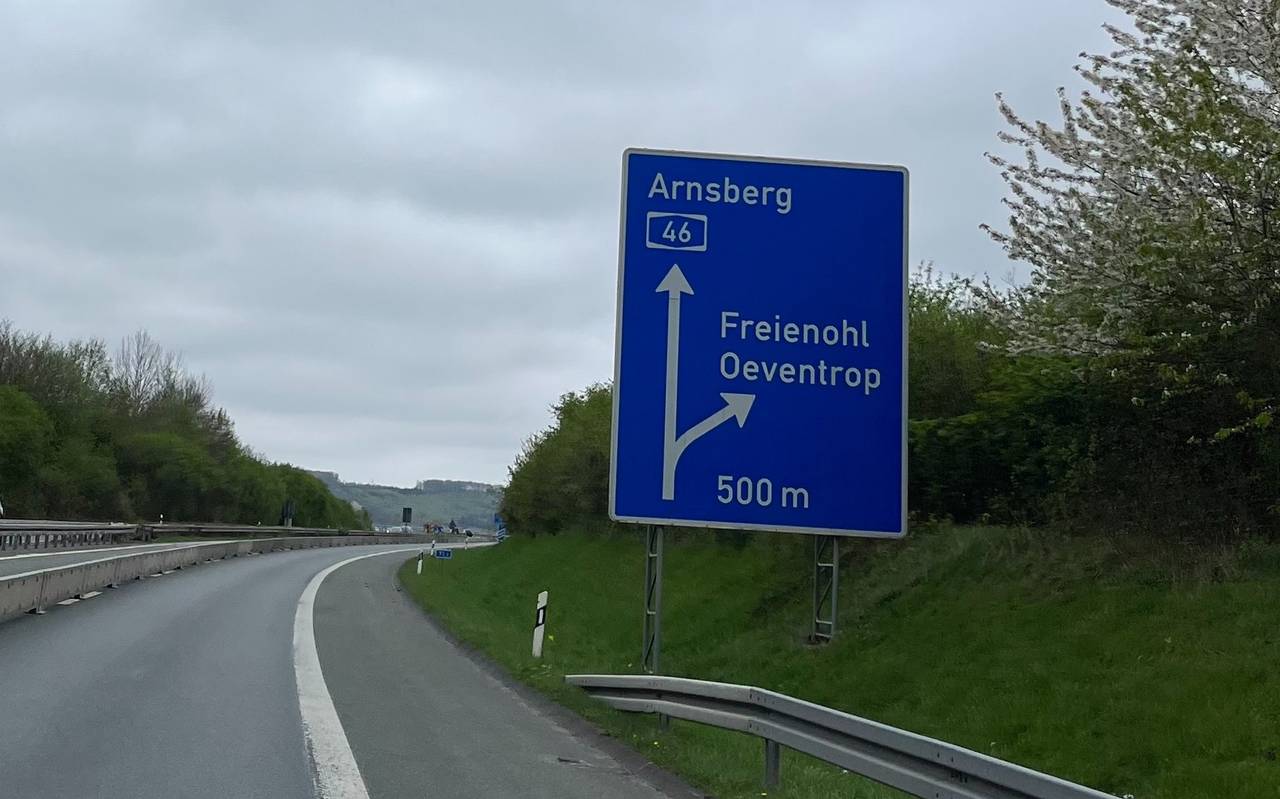 Arnsberg
46
Freienohl
Oeventrop
500 m